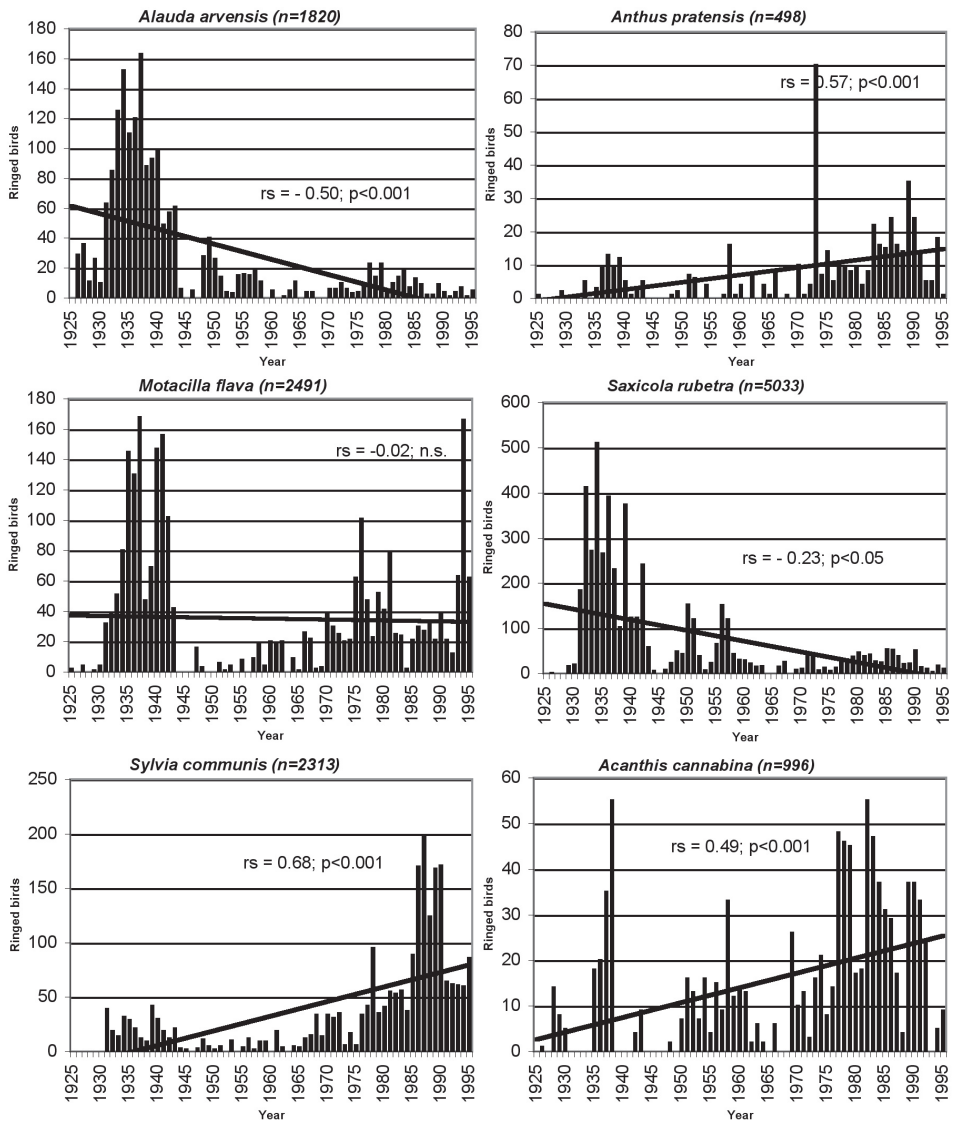 Alauda arvensis (n=1820)
180
160
140
120
100
80
60
40
20
0
Ringed birds
rs = - 0.50; p<0.001
1925 1930 1935 1940 1945 1950 1955 1960 1965 1970 1975 1980 1985 1990 1995
Year
Anthus pratensis (n=498)
80
70
60
50
40
30
20
10
0
Ringed birds
rs = 0.57; p<0.001
1925 1930 1935 1940 1945 1950 1955 1960 1965 1970 1975 1980 1985 1990 1995
Year
Motacilla flava (n=2491)
180
160
140
120
100
80
60
40
20
0
Ringed birds
rs = -0.02; n.s.
1925 1930 1935 1940 1945 1950 1955 1960 1965 1970 1975 1980 1985 1990 1995
Year
Saxicola rubetra (n=5033)
600
500
400
300
200
100
0
Ringed birds
rs = - 0.23; p<0.05
1925 1930 1935 1940 1945 1950 1955 1960 1965 1970 1975 1980 1985 1990 1995
Year
Sylvia communis (n=2313)
250
200
150
100
50
0
Ringed birds
rs = 0.68; p<0.001
1925 1930 1935 1940 1945 1950 1955 1960 1965 1970 1975 1980 1985 1990 1995
Year
Acanthis cannabina (n=996)
60
50
40
30
20
10
0
Ringed birds
rs = 0.49; p<0.001
1925 1930 1935 1940 1945 1950 1955 1960 1965 1970 1975 1980 1985 1990 1995
Year